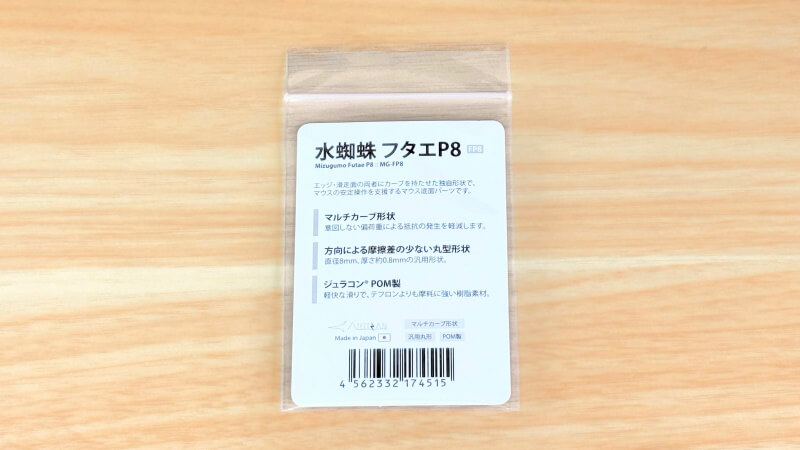 水蜘蛛 フタエP8 FP8
Mizugumo Futae P8 : MG-FP8
エッジ・滑走面の両者にカーブを持たせた独自形状で、
マウスの安定操作を支援するマウス底面パーツです。
マルチカーブ形状
意図しない偏荷重による抵抗の発生を軽減します。
方向による摩擦差の少ない丸型形状
直径8mm、厚さ約0.8mmの汎用形状。
ジュラコン® POM製
軽快な滑りで、テフロンよりも摩耗に強い樹脂素材。
マルチカーブ形状
Made in Japan
汎用丸形 POM製
4 562332 174515